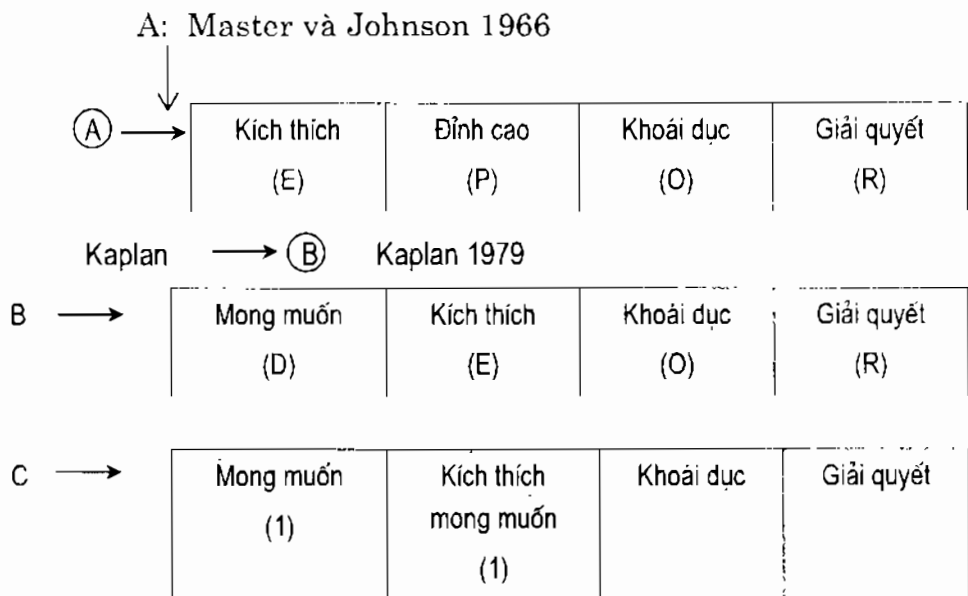 A: Master và Johnson 1966
A Kích thích Đỉnh cao Khoái dục Giải quyết
(E) (P) (O) (R)
Kaplan B Kaplan 1979
B Mong muốn Kích thích Khoái dục Giải quyết
(D) (E) (O) (R)
C Mong muốn Kích thích Khoái dục Giải quyết
(1) mong muốn
(1)